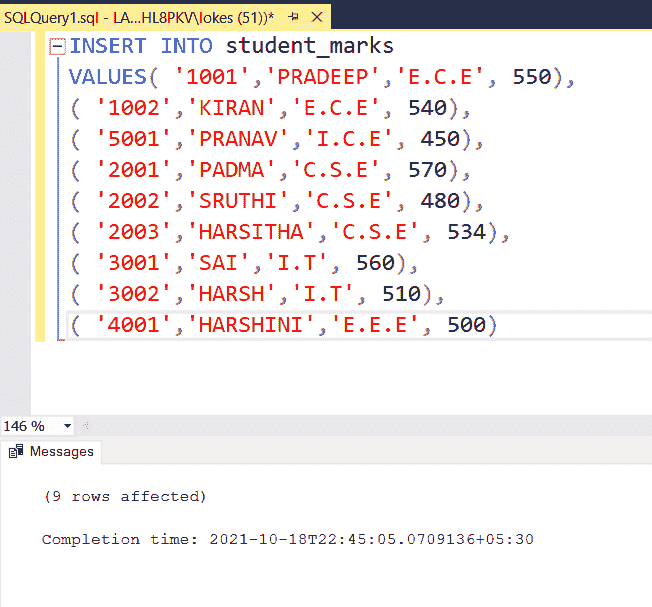 SQLQuery1.sql - LA...HL8PKV\lokes (51))*
INSERT INTO student_marks
VALUES( '1001','PRADEEP','E.C.E', 550),
( '1002','KIRAN','E.C.E', 540),
( '5001','PRANAV','I.C.E', 450),
( '2001','PADMA','C.S.E', 570),
( '2002','SRUTHI','C.S.E', 480),
( '2003','HARSITHA','C.S.E', 534),
( '3001','SAI','I.T', 560),
( '3002','HARSH','I.T', 510),
( '4001','HARSHINI','E.E.E', 500)
146 %
Messages
(9 rows affected)
Completion time: 2021-10-18T22:45:05.0709136+05:30